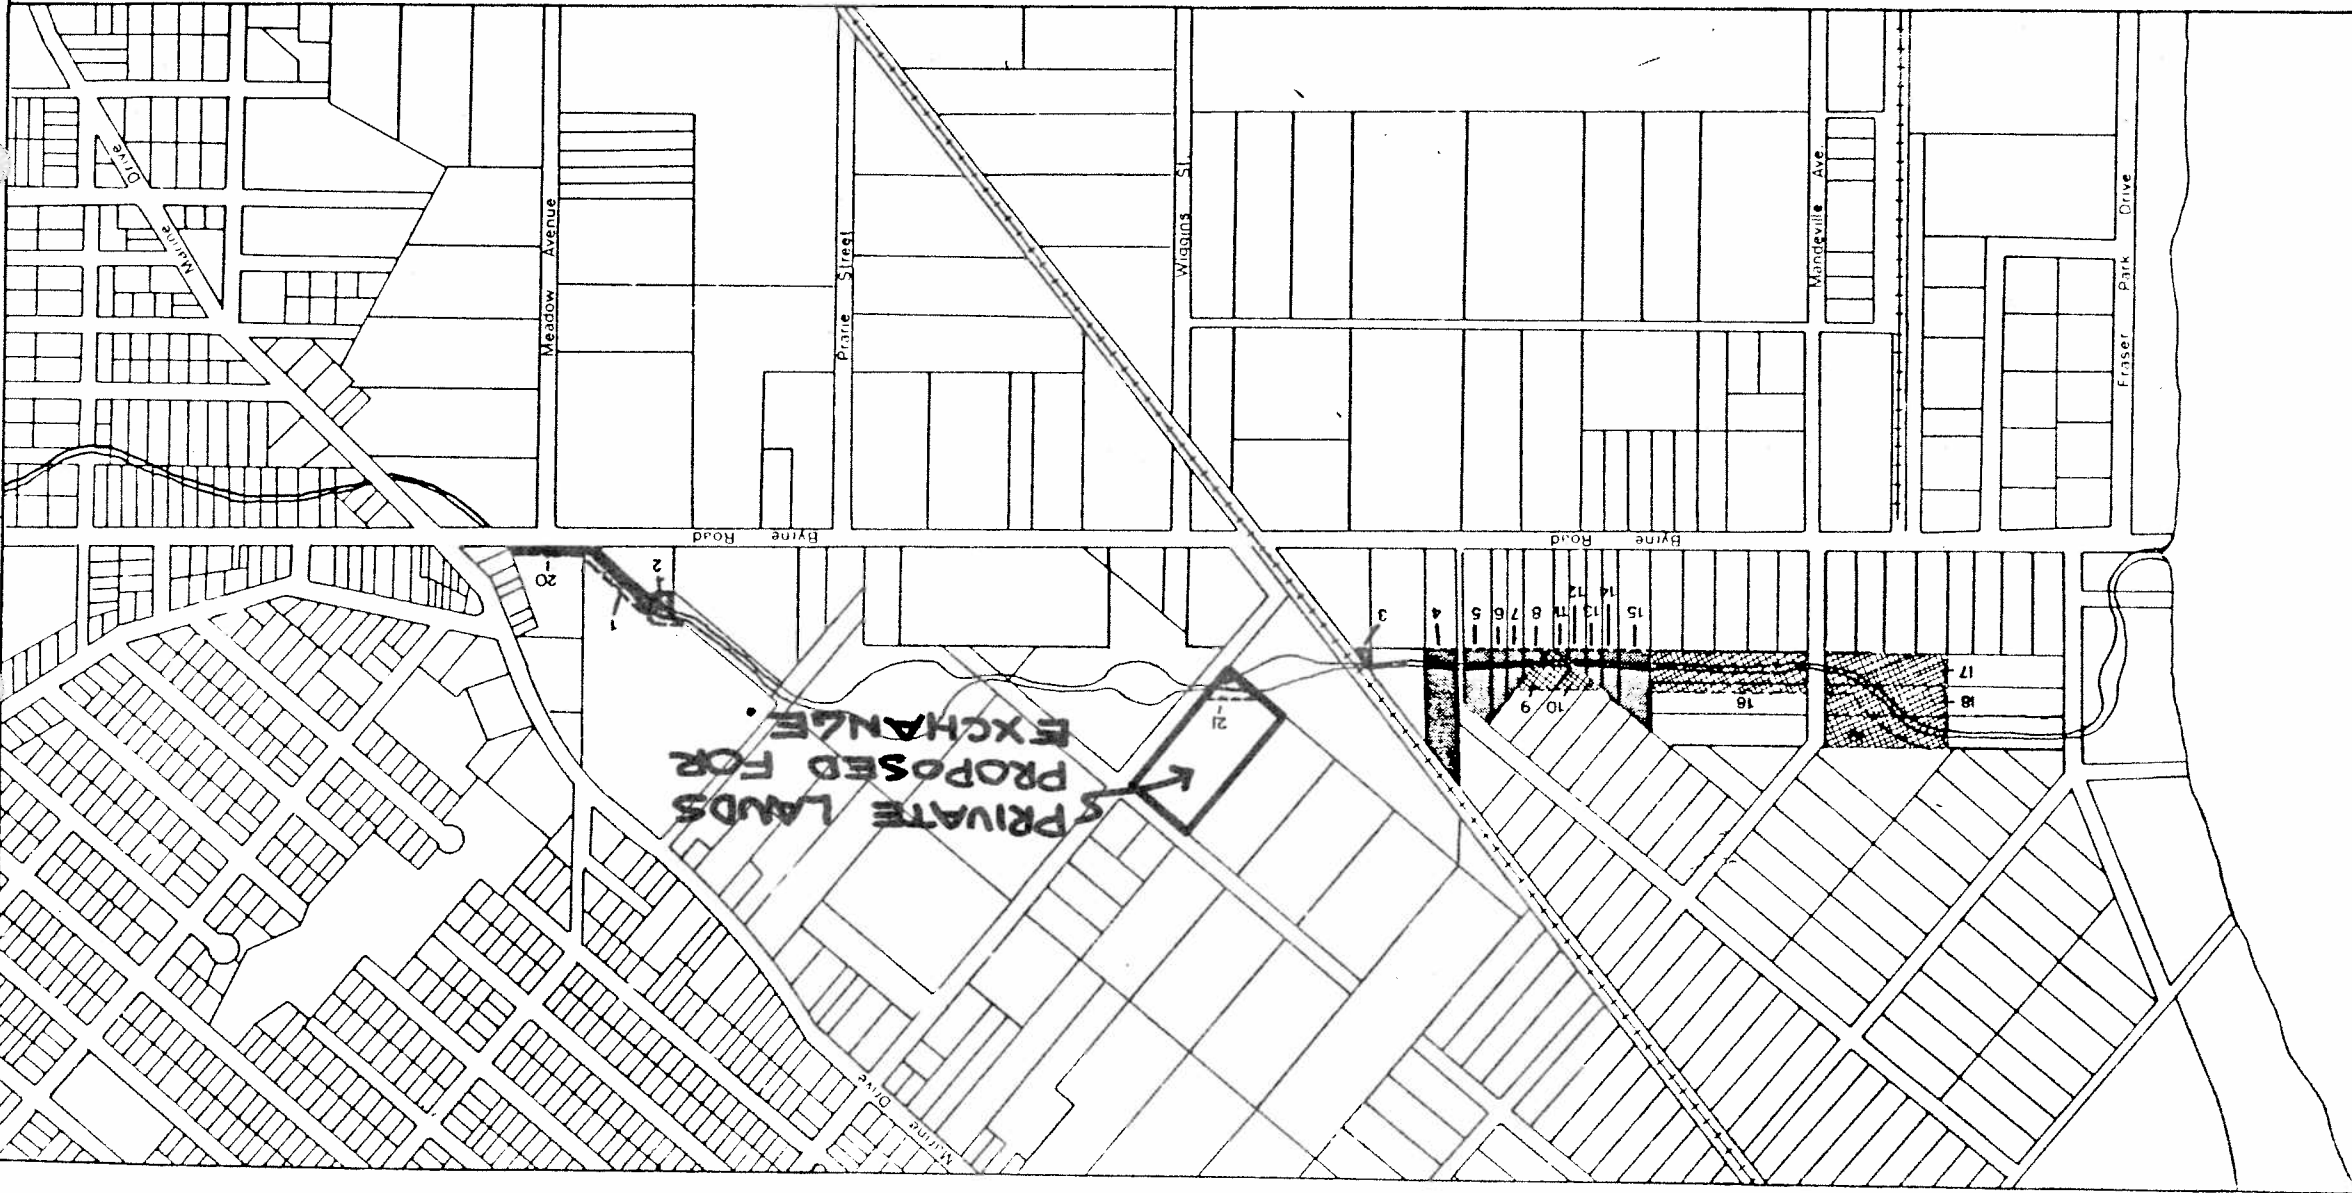 Marine Drive
Meadow Avenue
Prarie Street
Wiggins St.
Mandeville Ave.
Fraser Park Drive
Byrne Road
Byrne Road
20
1
2
3
4
5
6
7
8
11
12
13
14
15
9
10
16
17
18
21
PRIVATE LANDS
PROPOSED FOR
EXCHANGE
Marine Drive